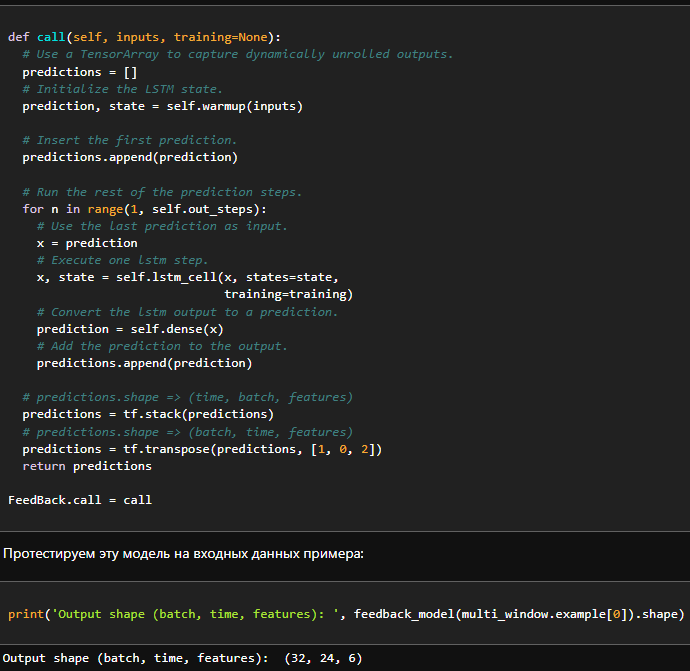 def call(self, inputs, training=None):
  # Use a TensorArray to capture dynamically unrolled outputs.
  predictions = []
  # Initialize the LSTM state.
  prediction, state = self.warmup(inputs)

  # Insert the first prediction.
  predictions.append(prediction)

  # Run the rest of the prediction steps.
  for n in range(1, self.out_steps):
    # Use the last prediction as input.
    x = prediction
    # Execute one lstm step.
    x, state = self.lstm_cell(x, states=state,
                              training=training)
    # Convert the lstm output to a prediction.
    prediction = self.dense(x)
    # Add the prediction to the output.
    predictions.append(prediction)

  # predictions.shape => (time, batch, features)
  predictions = tf.stack(predictions)
  # predictions.shape => (batch, time, features)
  predictions = tf.transpose(predictions, [1, 0, 2])
  return predictions

FeedBack.call = call

Протестируем эту модель на входных данных примера:

print('Output shape (batch, time, features): ', feedback_model(multi_window.example[0]).shape)

Output shape (batch, time, features):  (32, 24, 6)